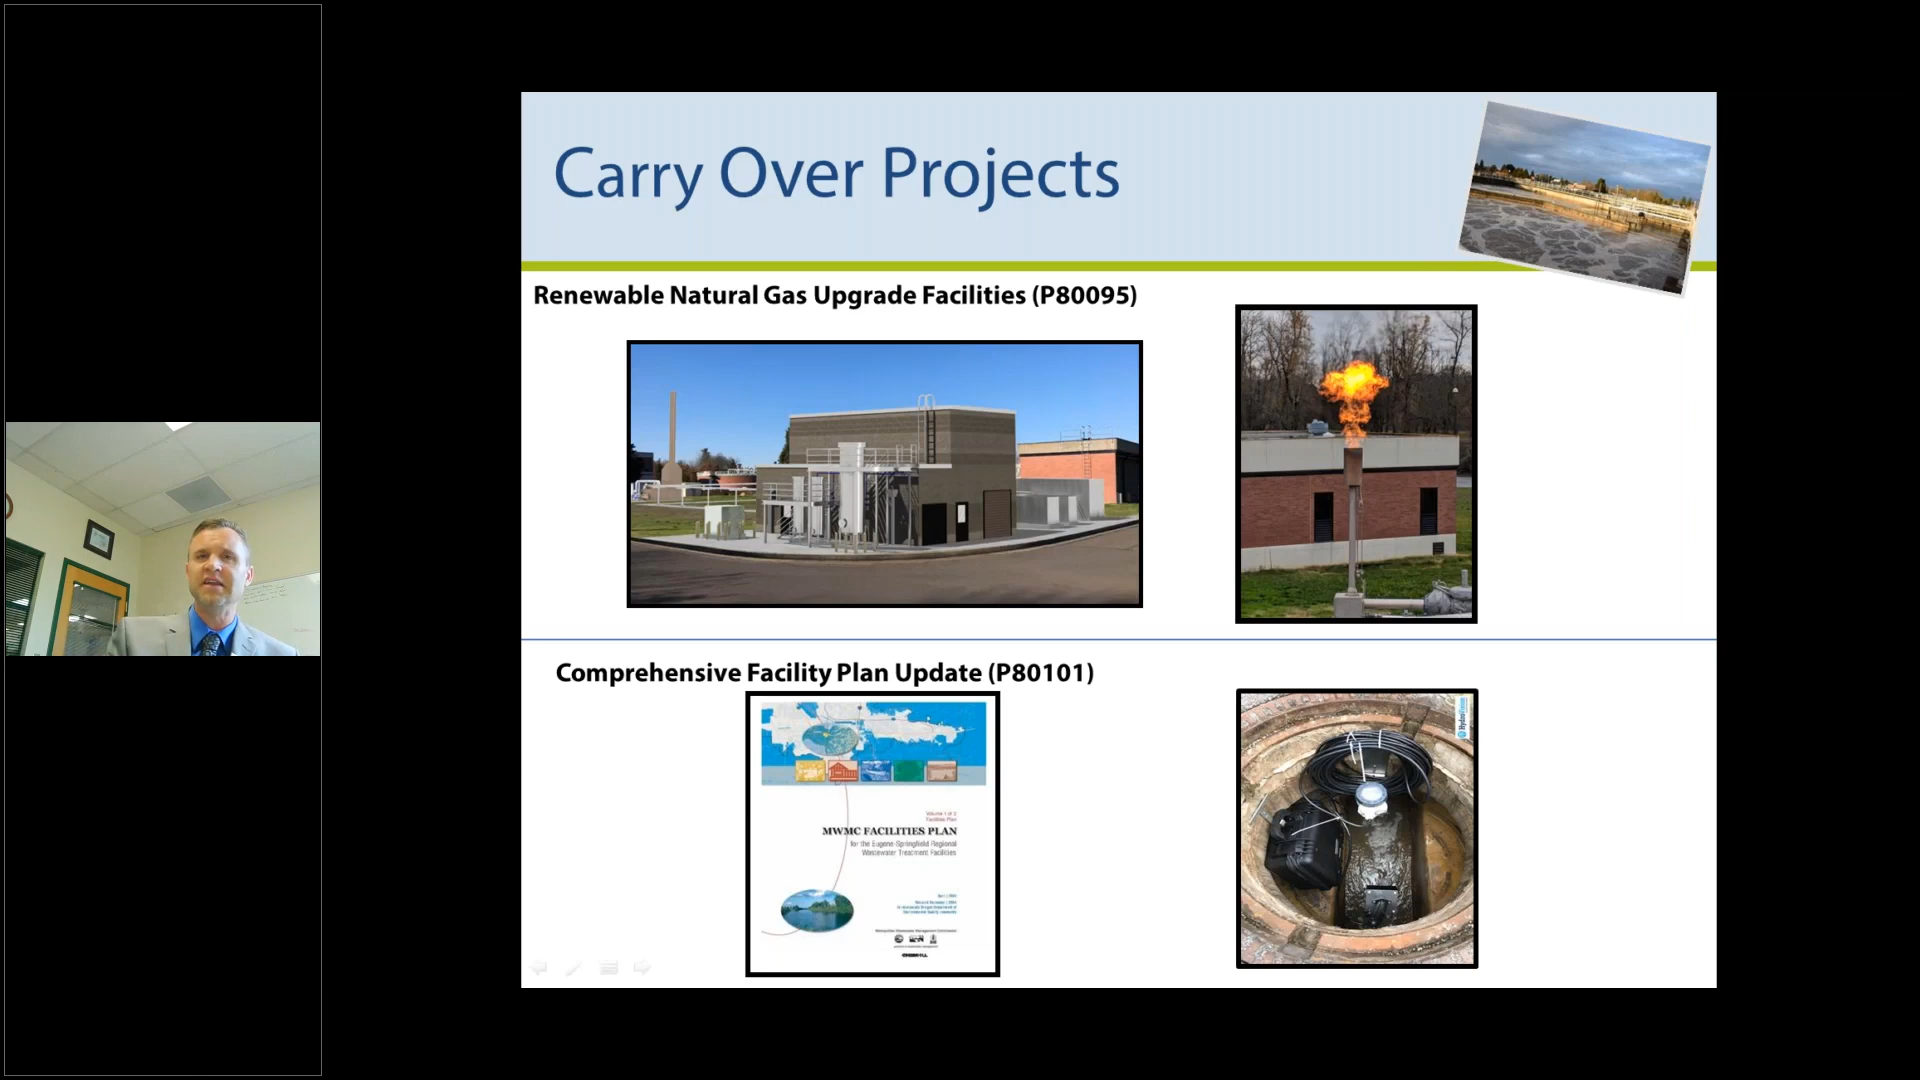 Carry Over Projects
Renewable Natural Gas Upgrade Facilities (P80095)
Comprehensive Facility Plan Update (P80101)
Volume 1 of 2
Facilities Plan
MWMC FACILITIES PLAN
for the Eugene-Springfield Regional
Wastewater Treatment Facilities
HydroVision